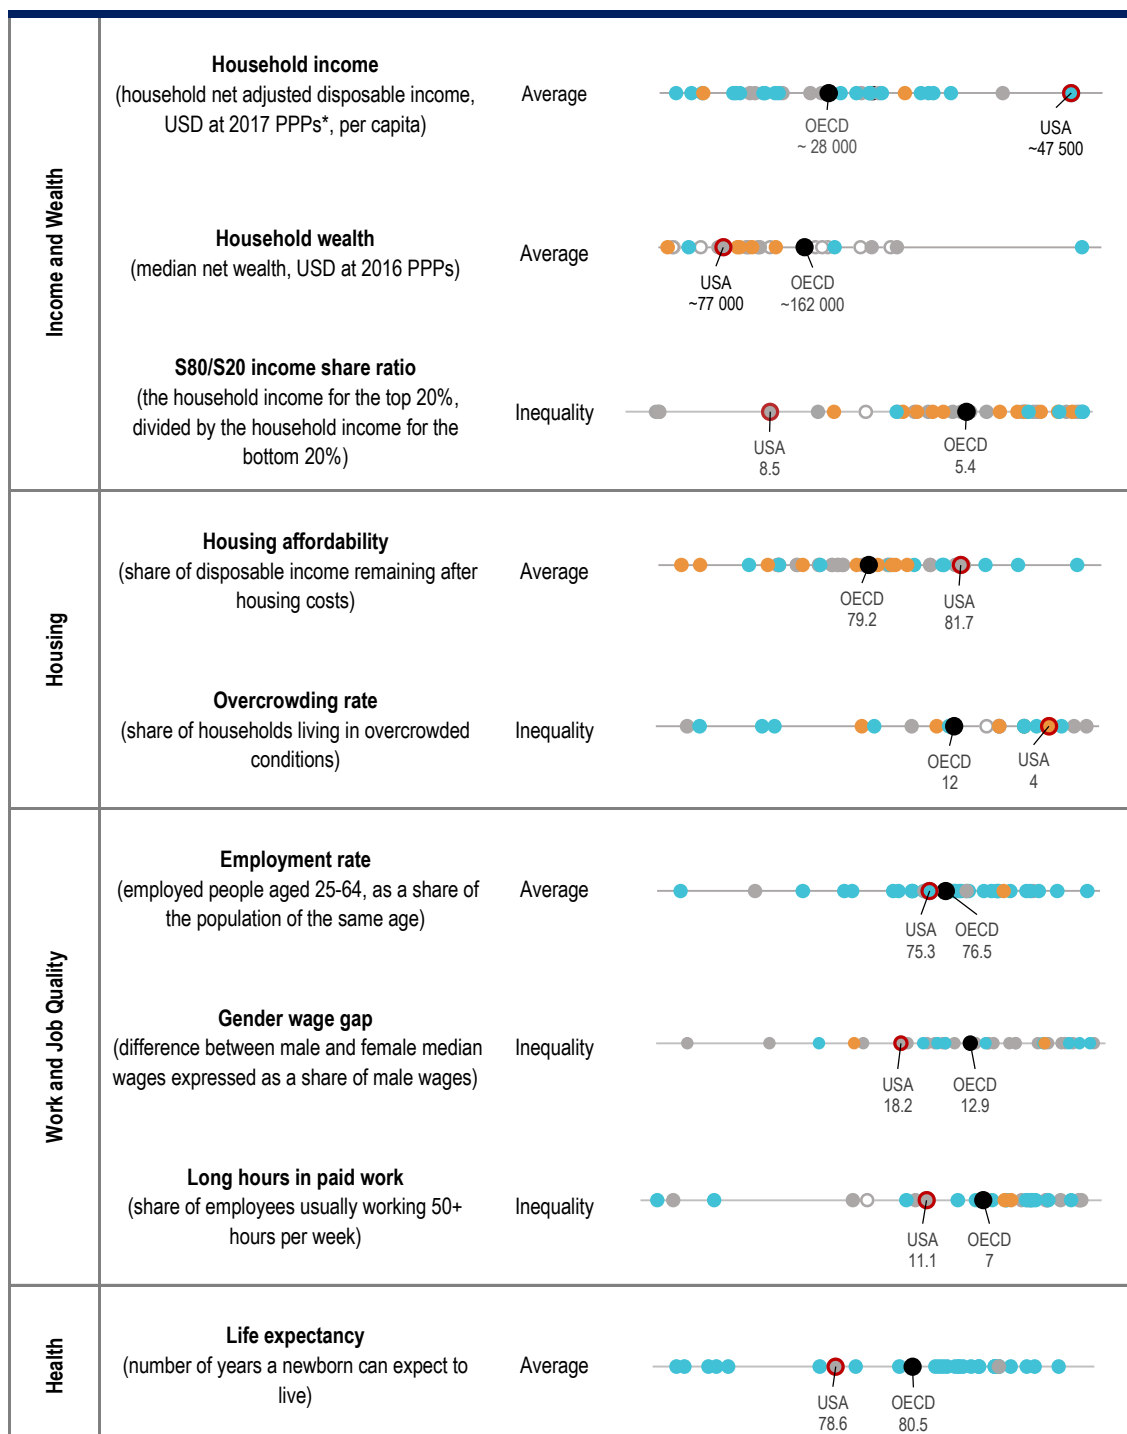 Income and Wealth
Household income
(household net adjusted disposable income,
USD at 2017 PPPs*, per capita)
Average
OECD
~ 28 000
USA
~47 500
Household wealth
(median net wealth, USD at 2016 PPPs)
Average
USA
~77 000
OECD
~162 000
S80/S20 income share ratio
(the household income for the top 20%,
divided by the household income for the
bottom 20%)
Inequality
USA
8.5
OECD
5.4
Housing
Housing affordability
(share of disposable income remaining after
housing costs)
Average
OECD
79.2
USA
81.7
Overcrowding rate
(share of households living in overcrowded
conditions)
Inequality
OECD
12
USA
4
Work and Job Quality
Employment rate
(employed people aged 25-64, as a share of
the population of the same age)
Average
USA
75.3
OECD
76.5
Gender wage gap
(difference between male and female median
wages expressed as a share of male wages)
Inequality
USA
18.2
OECD
12.9
Long hours in paid work
(share of employees usually working 50+
hours per week)
Inequality
USA
11.1
OECD
7
Health
Life expectancy
(number of years a newborn can expect to
live)
Average
USA
78.6
OECD
80.5